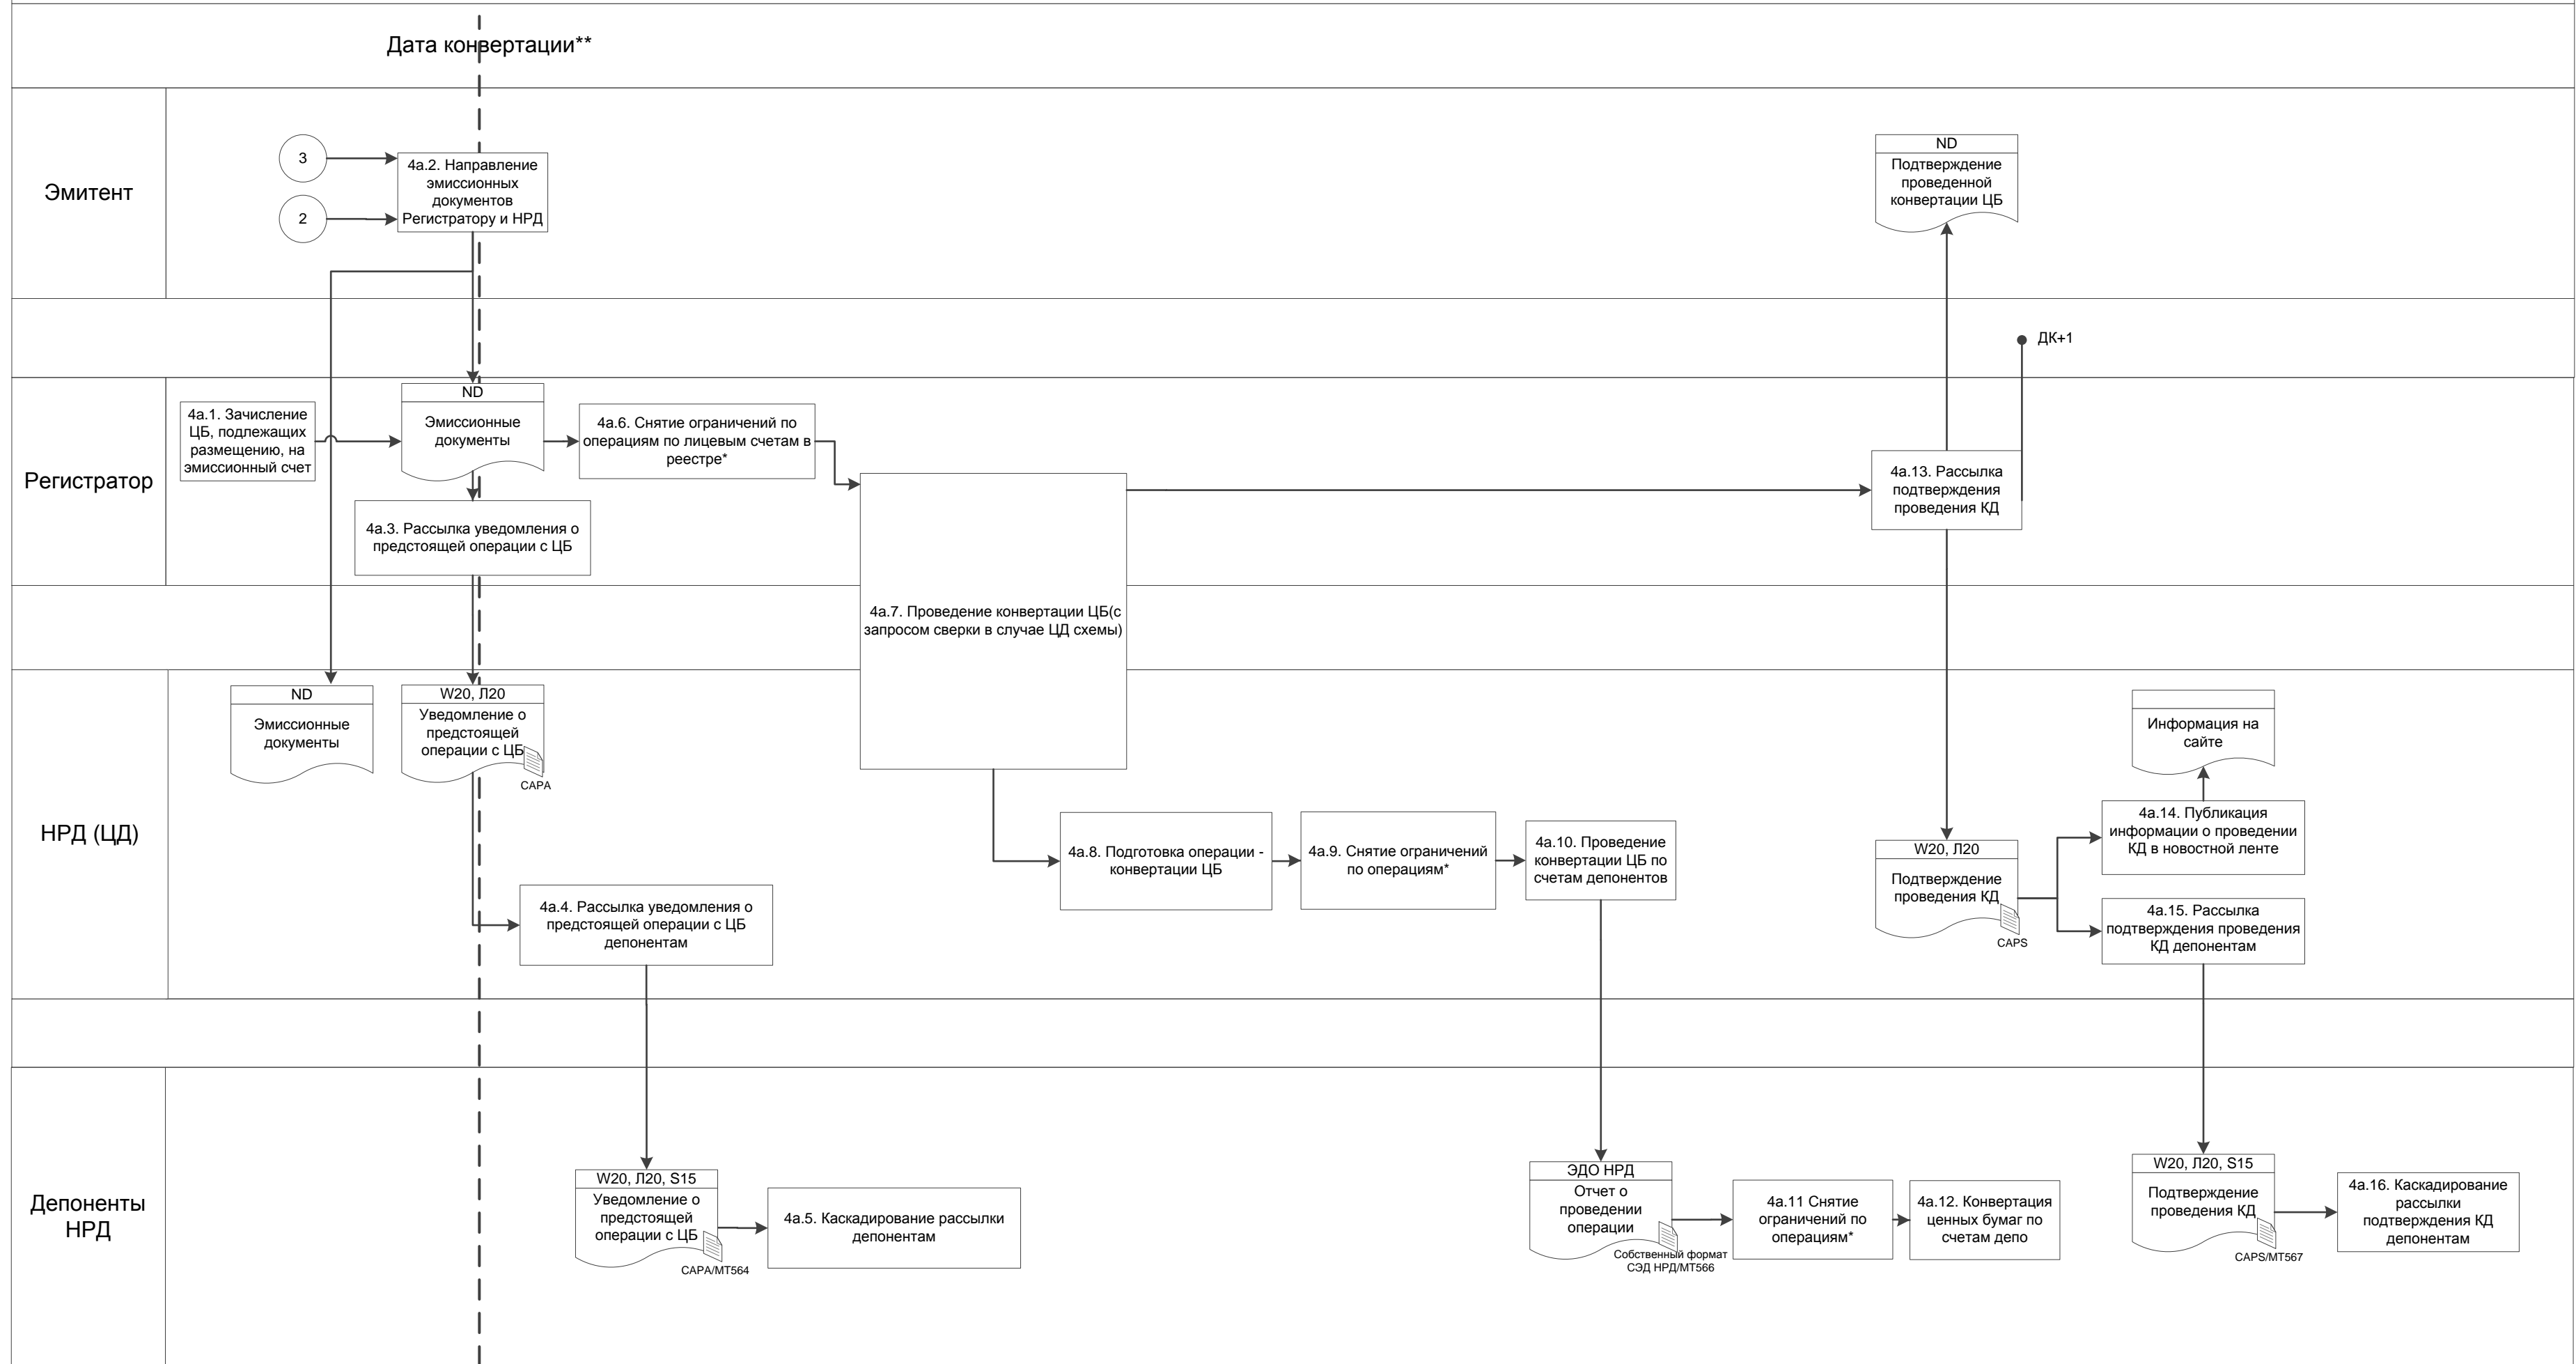 Дата конвертации**
Эмитент
3
2
4а.2. Направление
эмиссионных
документов
Регистратору и НРД
ND
Подтверждение
проведенной
конвертации ЦБ
ДК+1
Регистратор
4а.1. Зачисление
ЦБ, подлежащих
размещению, на
эмиссионный счет
ND
Эмиссионные
документы
4а.6. Снятие ограничений по
операциям по лицевым счетам в
реестре*
4а.3. Рассылка уведомления о
предстоящей операции с ЦБ
4а.7. Проведение конвертации ЦБ(с
запросом сверки в случае ЦД схемы)
4а.13. Рассылка
подтверждения
проведения КД
НРД (ЦД)
ND
Эмиссионные
документы
W20, Л20
Уведомление о
предстоящей
операции с ЦБ
CAPA
4а.4. Рассылка уведомления о
предстоящей операции с ЦБ
депонентам
4а.8. Подготовка операции -
конвертации ЦБ
4а.9. Снятие ограничений
по операциям*
4а.10. Проведение
конвертации ЦБ по
счетам депонентов
W20, Л20
Подтверждение
проведения КД
CAPS
Информация на
сайте
4а.14. Публикация
информации о проведении
КД в новостной ленте
4а.15. Рассылка
подтверждения проведения
КД депонентам
Депоненты
НРД
W20, Л20, S15
Уведомление о
предстоящей
операции с ЦБ
CAPA/MT564
4а.5. Каскадирование рассылки
депонентам
ЭДО НРД
Отчет о
проведении
операции
Собственный формат
СЭД НРД/MT566
4а.11 Снятие
ограничений по
операциям*
4а.12. Конвертация
ценных бумаг по
счетам депо
W20, Л20, S15
Подтверждение
проведения КД
CAPS/MT567
4а.16. Каскадирование
рассылки
подтверждения КД
депонентам